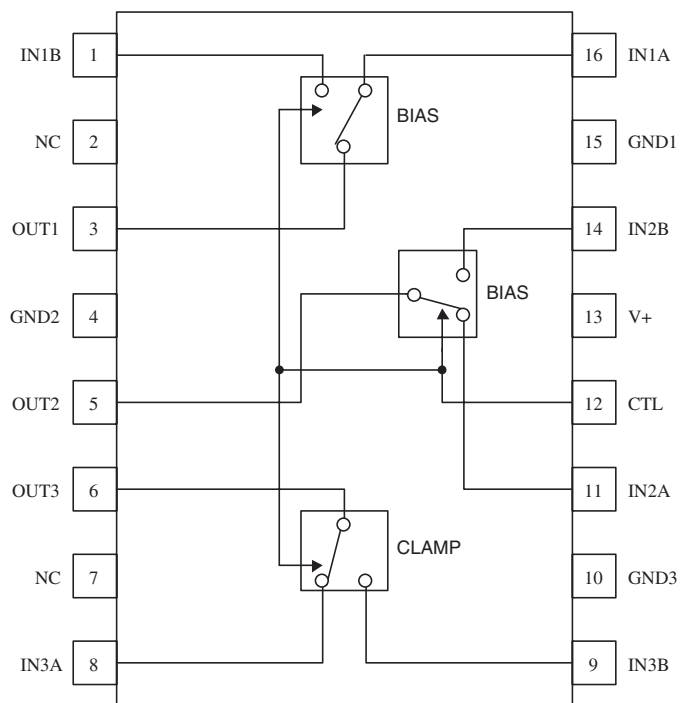 IN1B 1 16 IN1A
BIAS
NC 2 15 GND1
OUT1 3 14 IN2B
BIAS
GND2 4 13 V+
OUT2 5 12 CTL
OUT3 6 11 IN2A
CLAMP
NC 7 10 GND3
IN3A 8 9 IN3B